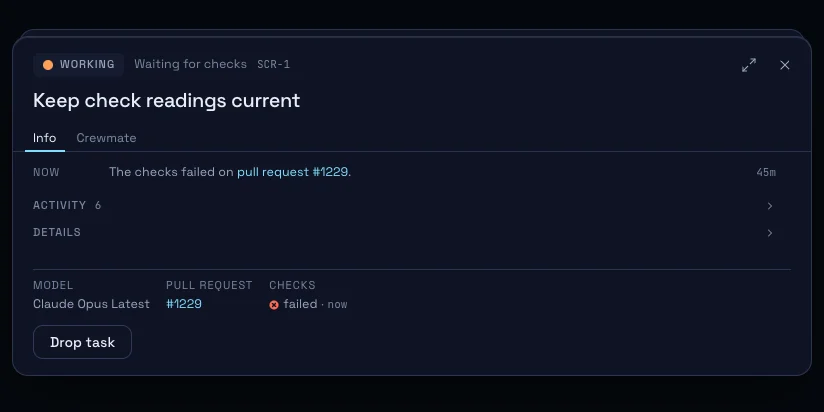 WORKING Waiting for checks SCR-1
Keep check readings current
Info Crewmate
NOW The checks failed on pull request #1229. 45m
ACTIVITY 6
DETAILS
MODEL PULL REQUEST CHECKS
Claude Opus Latest #1229 failed · now
Drop task